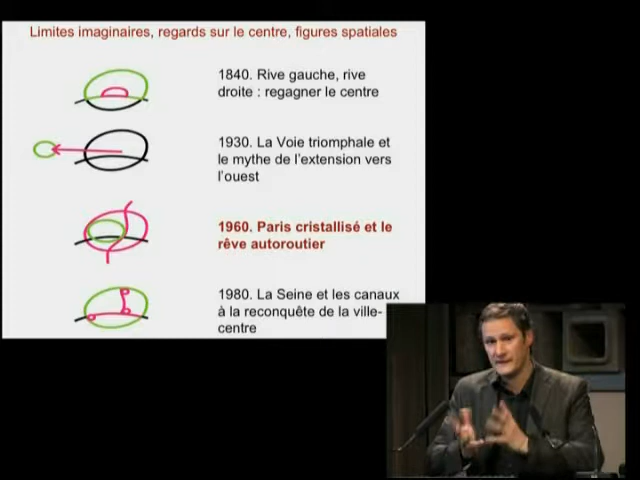 Limites imaginaires, regards sur le centre, figures spatiales
1840. Rive gauche, rive
droite : regagner le centre
1930. La Voie triomphale et
le mythe de l'extension vers
l'ouest
1960. Paris cristallisé et le
rêve autoroutier
1980. La Seine et les canaux
à la reconquête de la ville-
centre